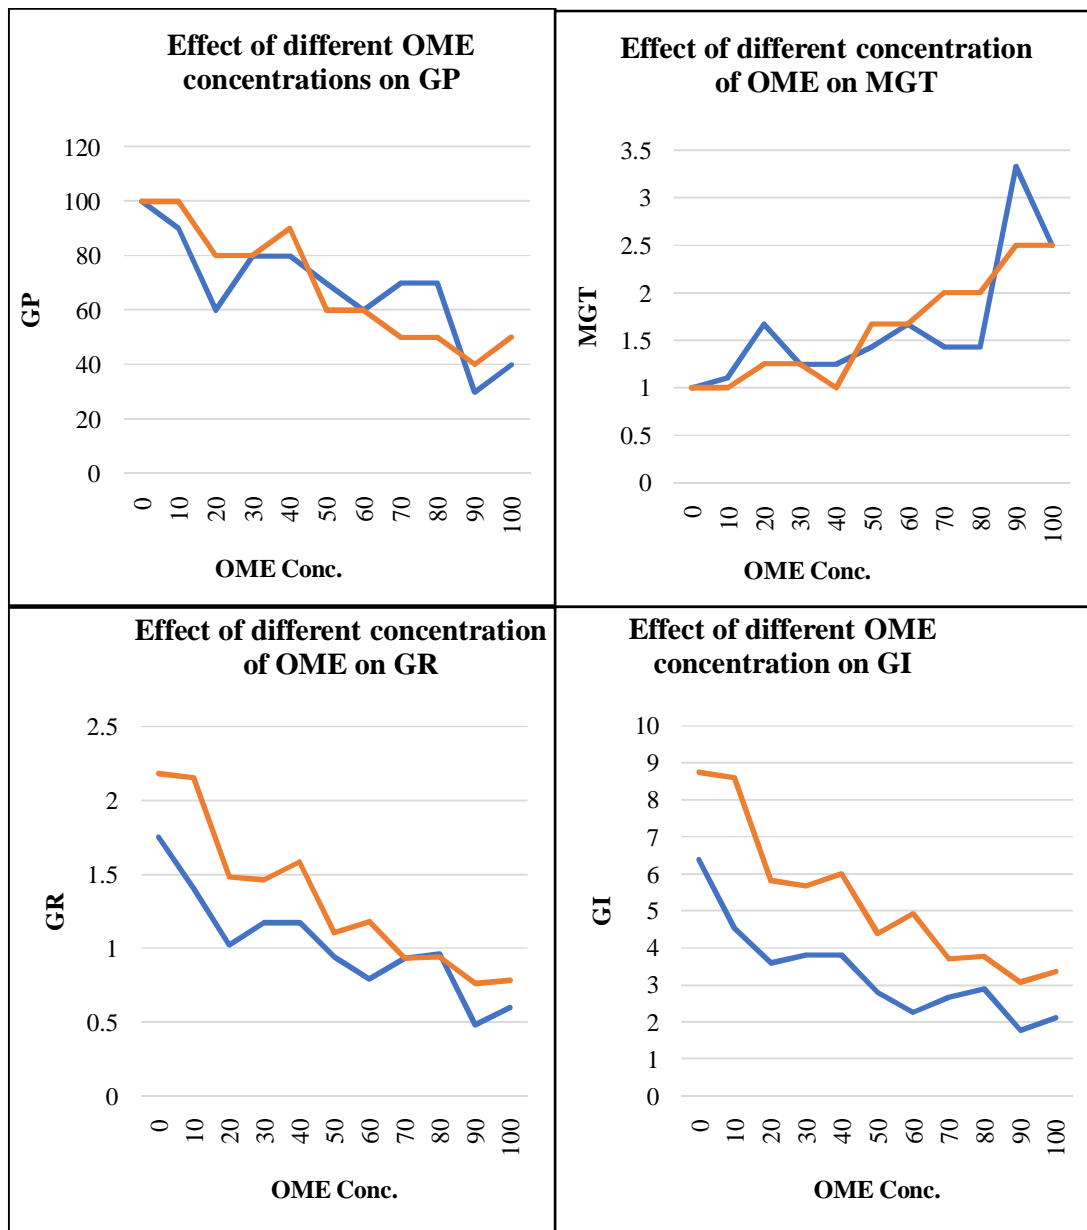 Effect of different OME
concentrations on GP
120
100
80
60
40
20
0
GP
0 10 20 30 40 50 60 70 80 90 100
OME Conc.
Effect of different concentration
of OME on MGT
3.5
3
2.5
2
1.5
1
0.5
0
MGT
0 10 20 30 40 50 60 70 80 90 100
OME Conc.
Effect of different concentration
of OME on GR
2.5
2
1.5
1
0.5
0
GR
0 10 20 30 40 50 60 70 80 90 100
OME Conc.
Effect of different OME
concentration on GI
10
9
8
7
6
5
4
3
2
1
0
GI
0 10 20 30 40 50 60 70 80 90 100
OME Conc.